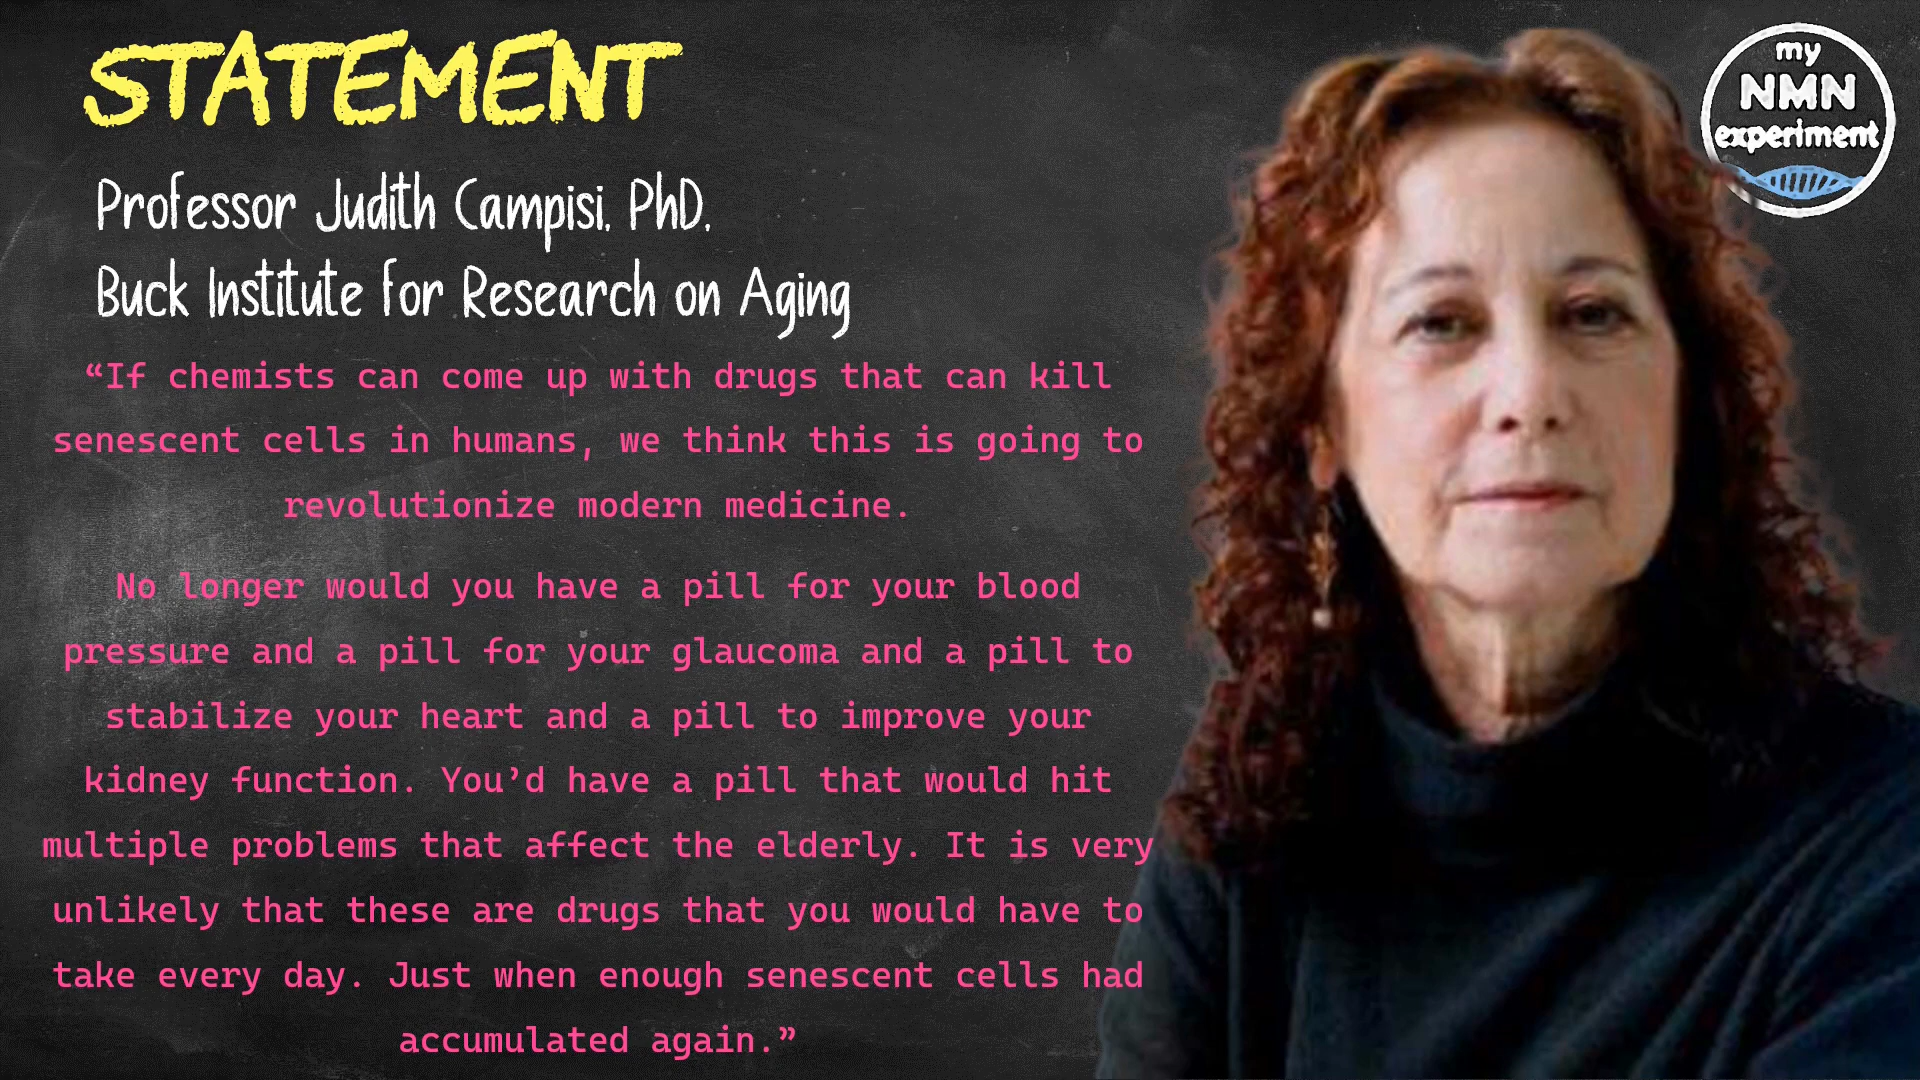 STATEMENT
my
NMN
experiment
Professor Judith Campisi, PhD,
Buck Institute for Research on Aging
“If chemists can come up with drugs that can kill
senescent cells in humans, we think this is going to
revolutionize modern medicine.
No longer would you have a pill for your blood
pressure and a pill for your glaucoma and a pill to
stabilize your heart and a pill to improve your
kidney function. You’d have a pill that would hit
multiple problems that affect the elderly. It is very
unlikely that these are drugs that you would have to
take every day. Just when enough senescent cells had
accumulated again.”